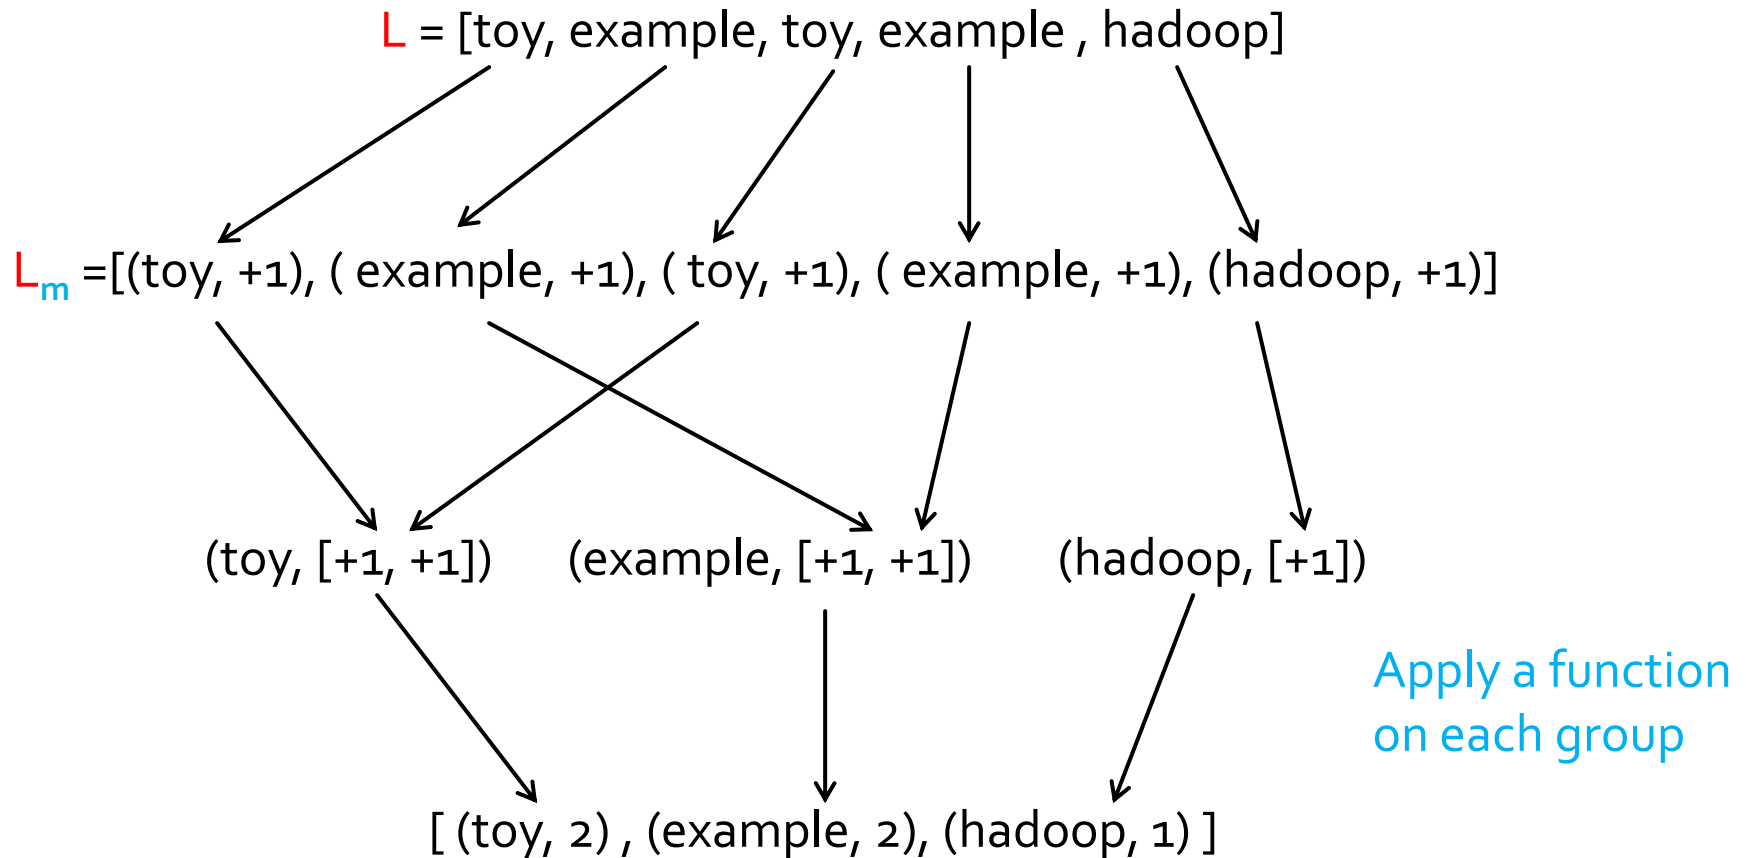 L = [toy, example, toy, example , hadoop]
Lm =[(toy, +1), ( example, +1), ( toy, +1), ( example, +1), (hadoop, +1)]
(toy, [+1, +1]) (example, [+1, +1]) (hadoop, [+1])
Apply a function
on each group
[ (toy, 2) , (example, 2), (hadoop, 1) ]